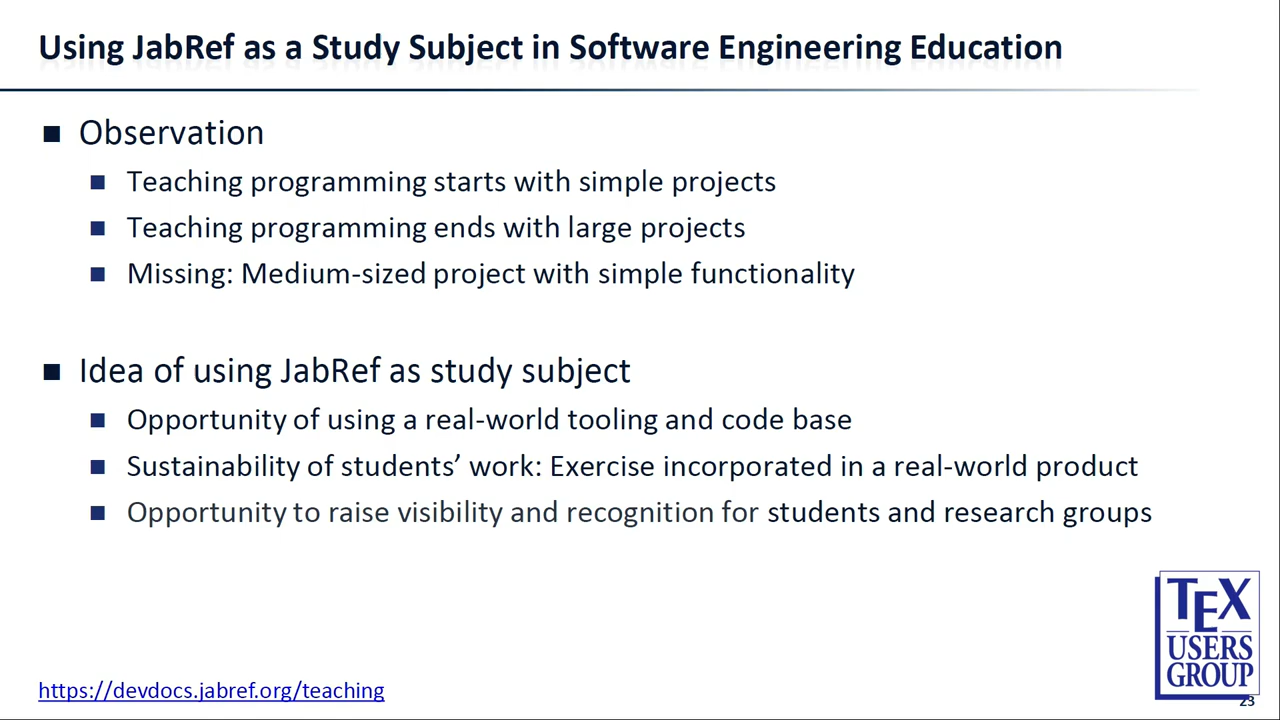 Using JabRef as a Study Subject in Software Engineering Education
Observation
Teaching programming starts with simple projects
Teaching programming ends with large projects
Missing: Medium-sized project with simple functionality
Idea of using JabRef as study subject
Opportunity of using a real-world tooling and code base
Sustainability of students’ work: Exercise incorporated in a real-world product
Opportunity to raise visibility and recognition for students and research groups
TEX
USERS
GROUP
https://devdocs.jabref.org/teaching
23